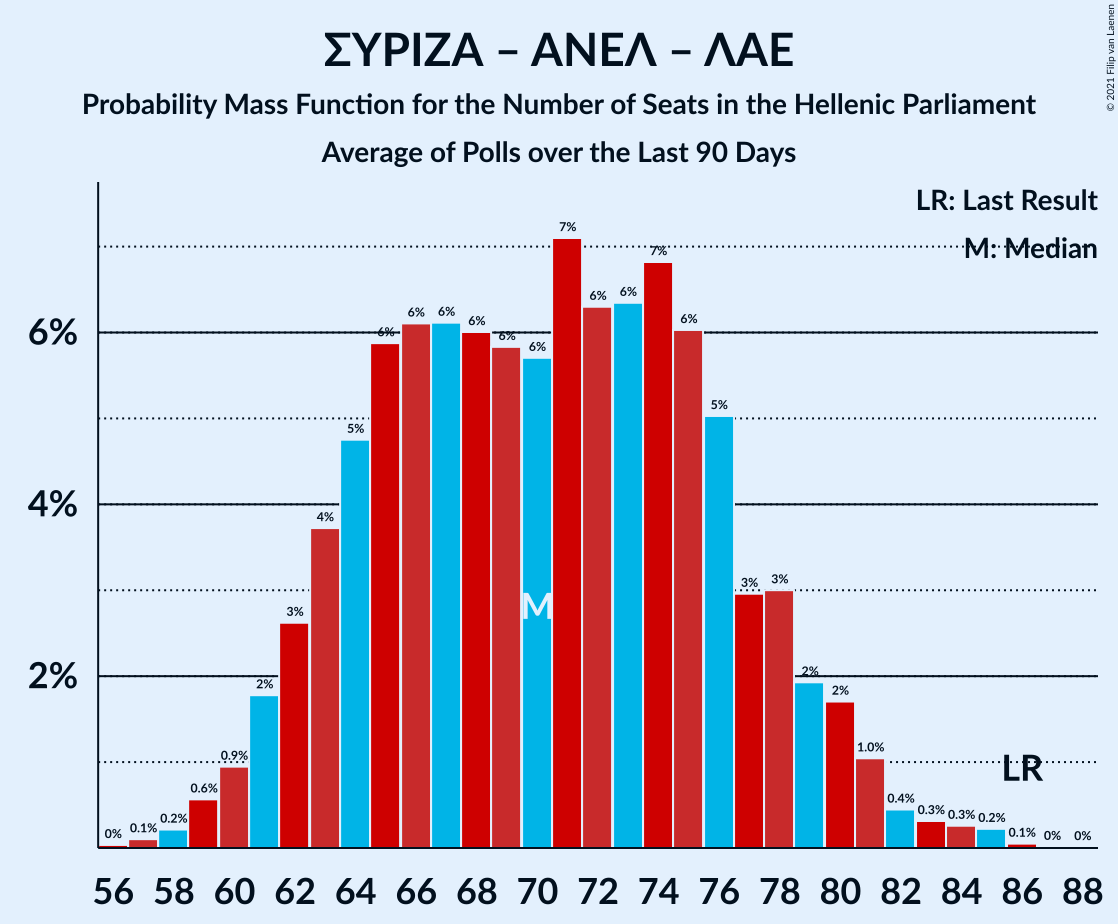 ΣΥΡΙΖΑ – ΑΝΕΛ – ΛΑΕ
Probability Mass Function for the Number of Seats in the Hellenic Parliament
Average of Polls over the Last 90 Days
© 2021 Filip van Laenen
LR: Last Result
M: Median
6%
4%
2%
0% 0.1% 0.2% 0.6% 0.9% 2% 3% 4% 5% 6% 6% 6% 6% 6% 6% 7% 6% 6% 7% 6% 5% 3% 3% 2% 2% 1.0% 0.4% 0.3% 0.3% 0.2% 0.1% 0% 0%
M
LR
56 58 60 62 64 66 68 70 72 74 76 78 80 82 84 86 88